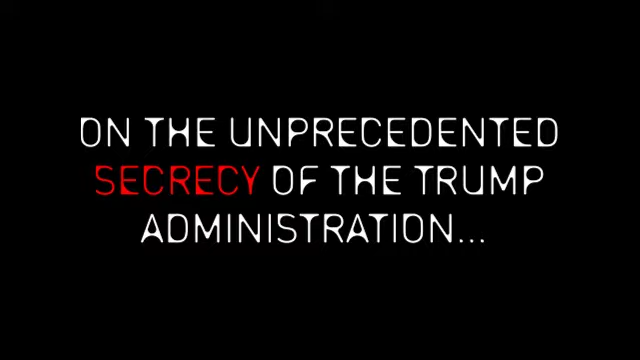 ON THE UNPRECEDENTED
SECRECY OF THE TRUMP
ADMINISTRATION...